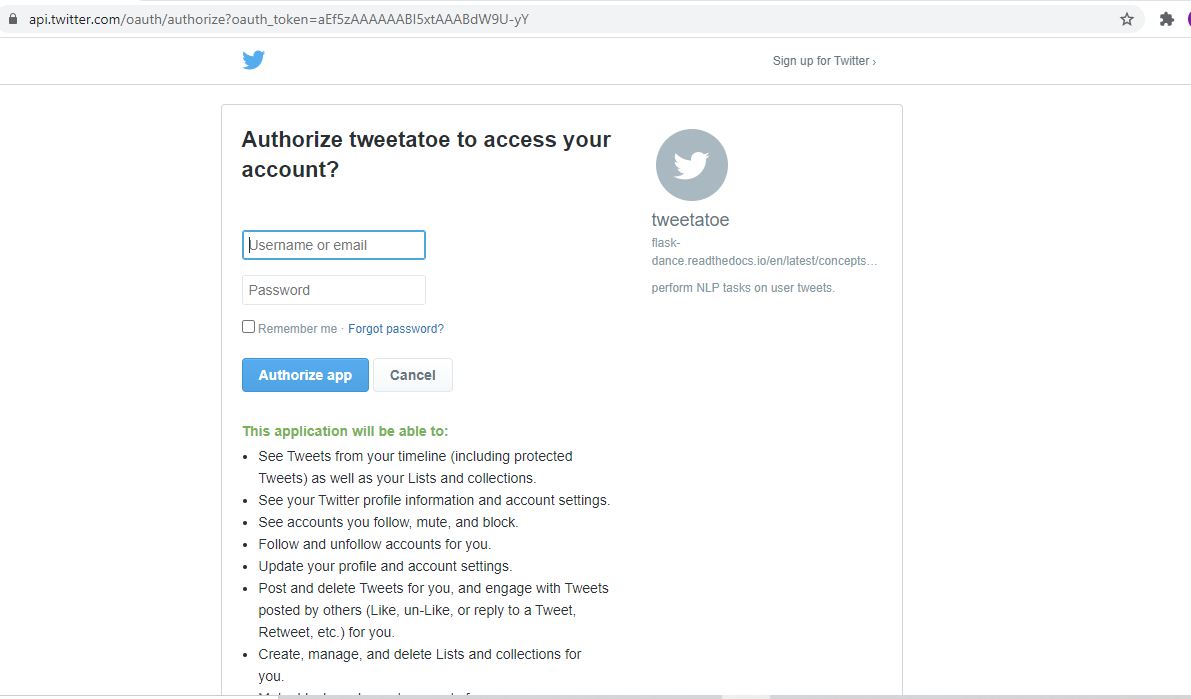 api.twitter.com/oauth/authorize?oauth_token=aEf5zAAAAAABI5xtAAABdW9U-yY
Sign up for Twitter ›
Authorize tweetatoe to access your
account?
Username or email
Password
Remember me · Forgot password?
Authorize app Cancel
tweetatoe
flask-
dance.readthedocs.io/en/latest/concepts...
perform NLP tasks on user tweets.
This application will be able to:
• See Tweets from your timeline (including protected
Tweets) as well as your Lists and collections.
• See your Twitter profile information and account settings.
• See accounts you follow, mute, and block.
• Follow and unfollow accounts for you.
• Update your profile and account settings.
• Post and delete Tweets for you, and engage with Tweets
posted by others (Like, un-Like, or reply to a Tweet,
Retweet, etc.) for you.
• Create, manage, and delete Lists and collections for
you.